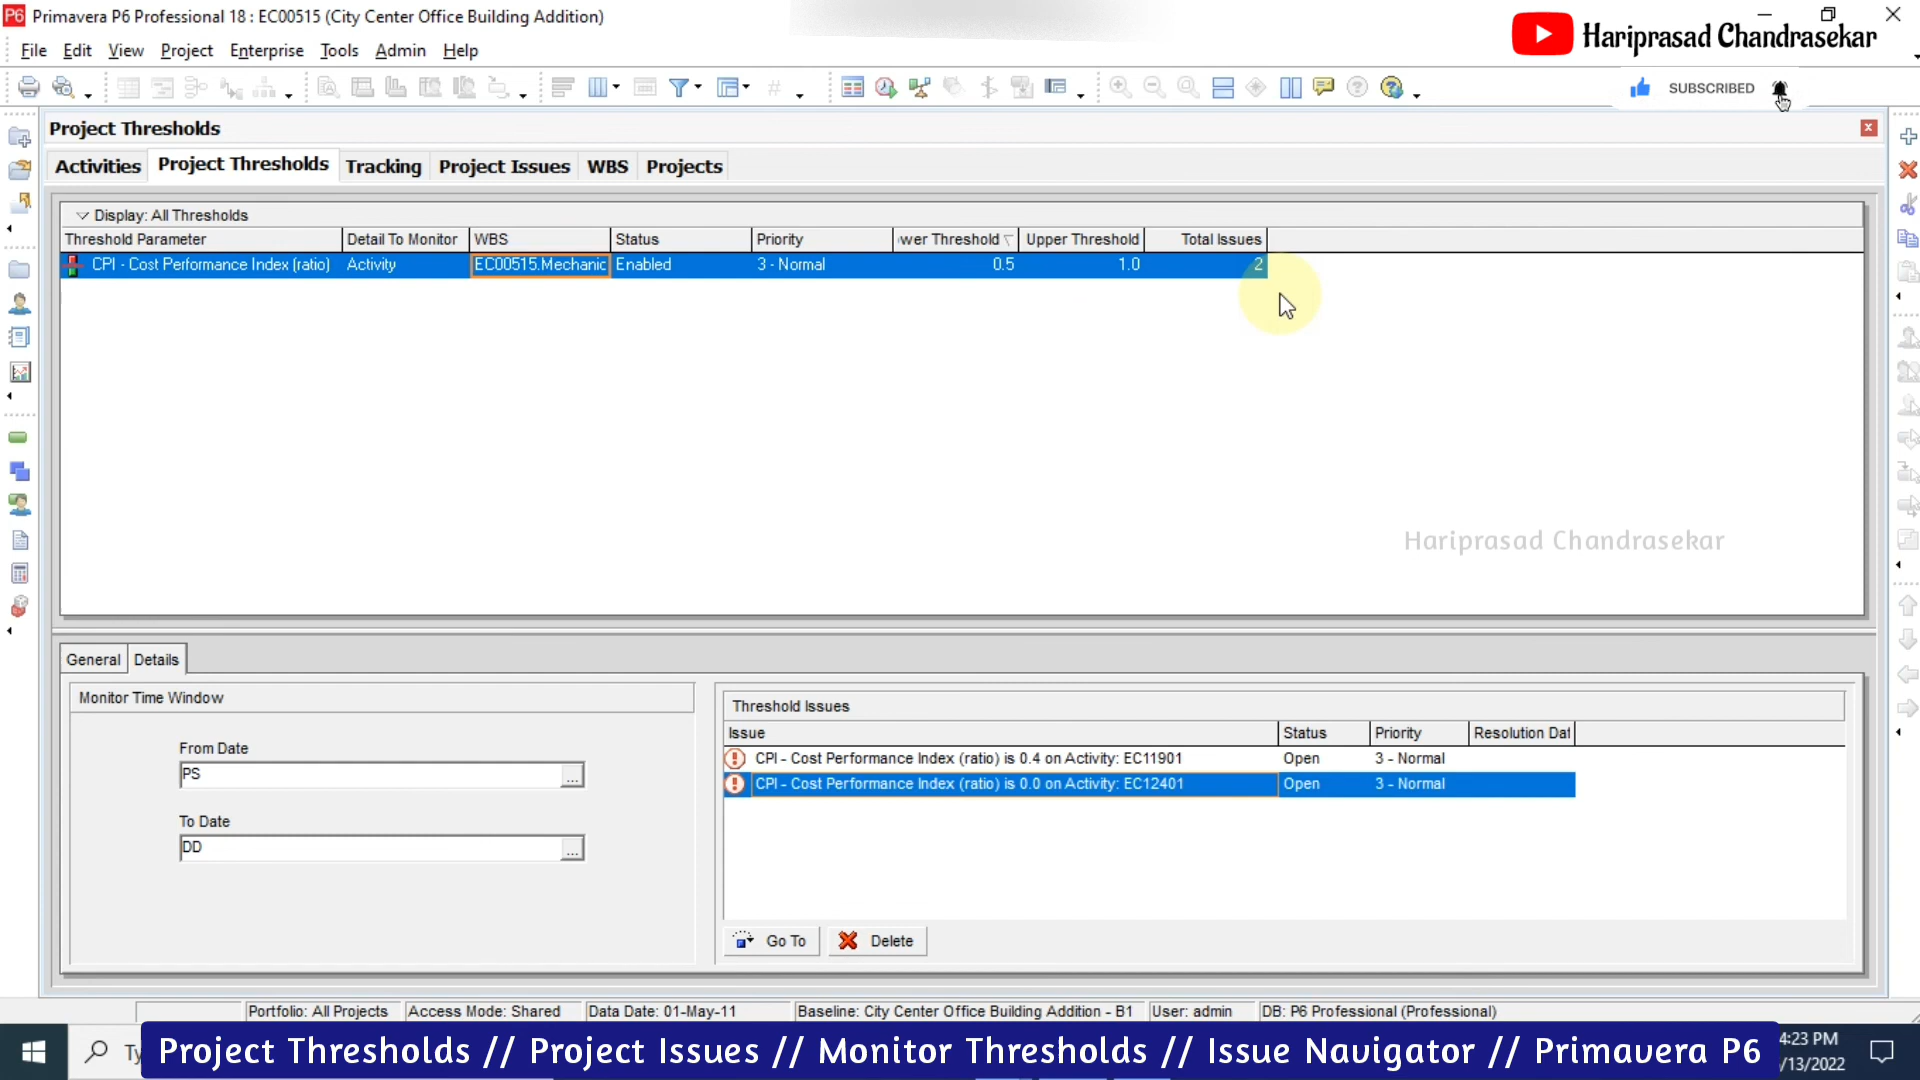 Primavera P6 Professional 18 : EC00515 (City Center Office Building Addition)
Hariprasad Chandrasekar
File Edit View Project Enterprise Tools Admin Help
SUBSCRIBED
Project Thresholds
Activities Project Thresholds Tracking Project Issues WBS Projects
Display: All Thresholds
Threshold Parameter Detail To Monitor WBS Status Priority wer Threshold Upper Threshold Total Issues
CPI - Cost Performance Index (ratio) Activity EC00515.Mechanic Enabled 3 - Normal 0.5 1.0 2
Hariprasad Chandrasekar
General Details
Monitor Time Window
From Date
PS
...
To Date
DD
...
Threshold Issues
Issue Status Priority Resolution Dat
CPI - Cost Performance Index (ratio) is 0.4 on Activity: EC11901 Open 3 - Normal
CPI - Cost Performance Index (ratio) is 0.0 on Activity: EC12401 Open 3 - Normal
Go To Delete
Portfolio: All Projects Access Mode: Shared Data Date: 01-May-11 Baseline: City Center Office Building Addition - B1 User: admin DB: P6 Professional (Professional)
Ty
Project Thresholds // Project Issues // Monitor Thresholds // Issue Navigator // Primavera P6
4:23 PM
/13/2022